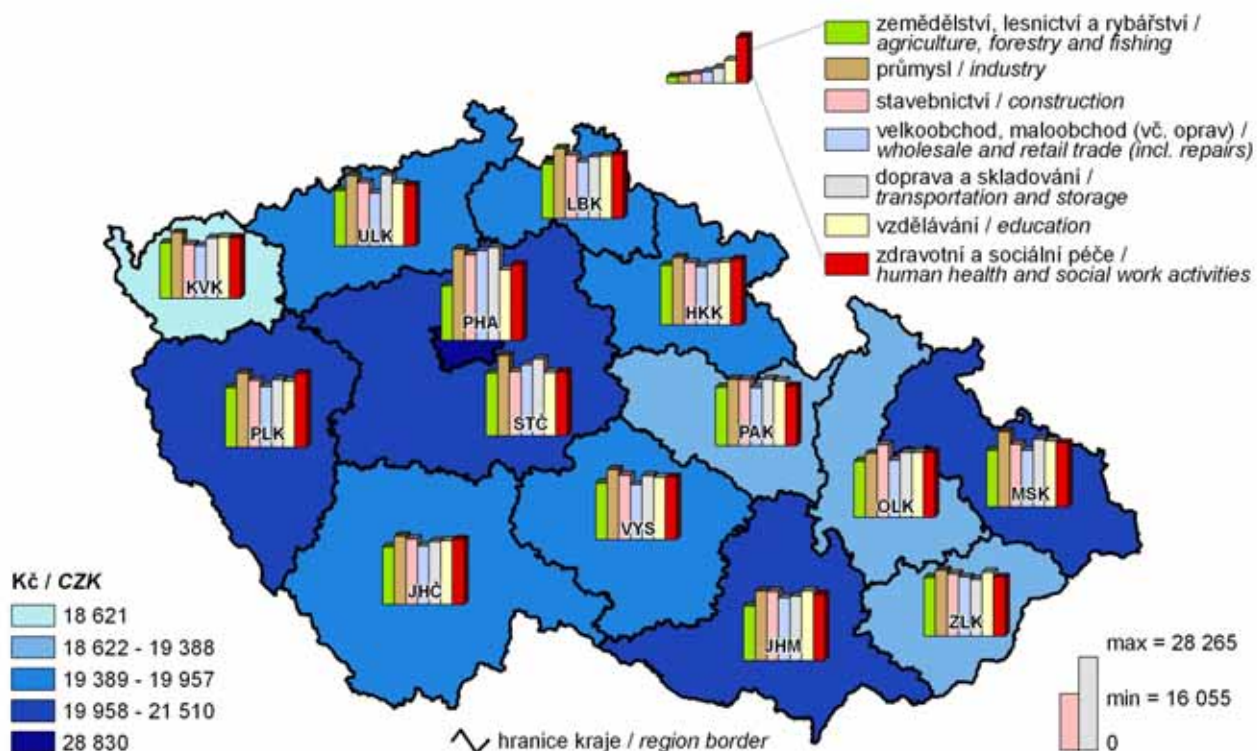 zemědělství, lesnictví a rybářství /
agriculture, forestry and fishing
průmysl / industry
stavebnictví / construction
velkoobchod, maloobchod (vč. oprav) /
wholesale and retail trade (incl. repairs)
doprava a skladování /
transportation and storage
vzdělávání / education
zdravotní a sociální péče /
human health and social work activities
LBK
ULK
KVK
PHA
HKK
STČ
PLK
PAK
OLK
MSK
VYS
JHČ
JHM
ZLK
Kč / CZK
18 621
18 622 - 19 388
19 389 - 19 957
19 958 - 21 510
28 830
hranice kraje / region border
max = 28 265
min = 16 055
0